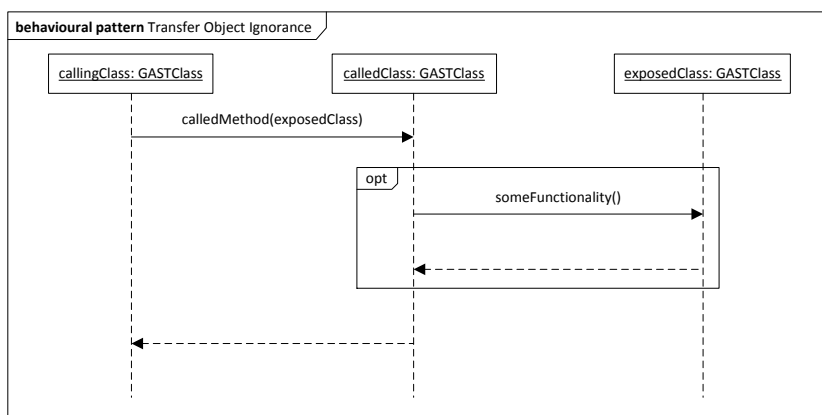 behavioural pattern Transfer Object Ignorance
callingClass: GASTClass
calledClass: GASTClass
exposedClass: GASTClass
calledMethod(exposedClass)
opt
someFunctionality()